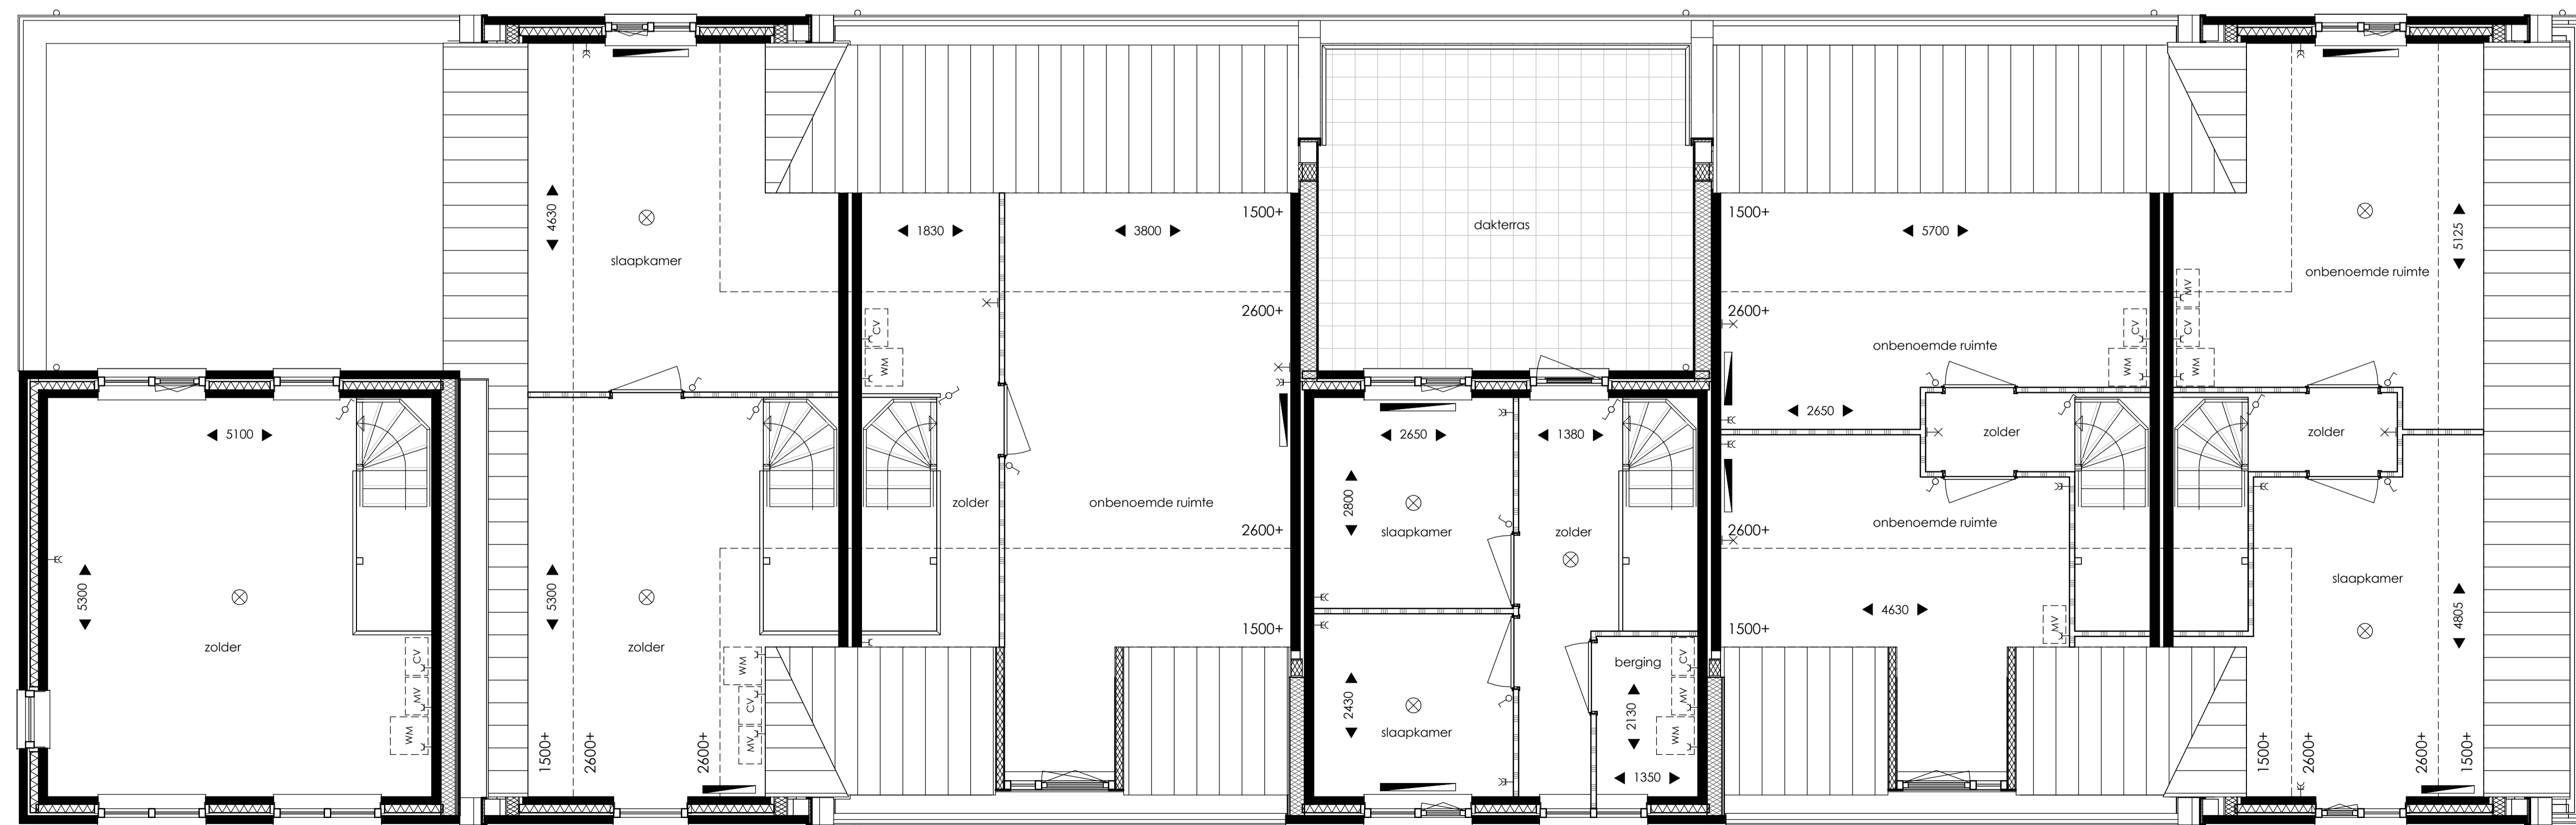 4630
slaapkamer
5100
5300
zolder
CV
MV
WM
5300
zolder
WM
CV
MV
1500+
2600+
2600+
1830
3800
1500+
2600+
CV
WM
zolder
onbenoemde ruimte
2600+
1500+
dakterras
2650
1380
2800
slaapkamer
zolder
2430
slaapkamer
berging
2130
1350
CV
MV
WM
1500+
5700
2600+
onbenoemde ruimte
CV
WM
2650
zolder
onbenoemde ruimte
2600+
4630
1500+
MV
5125
onbenoemde ruimte
MV
CV
WM
zolder
slaapkamer
4805
1500+
2600+
2600+
1500+